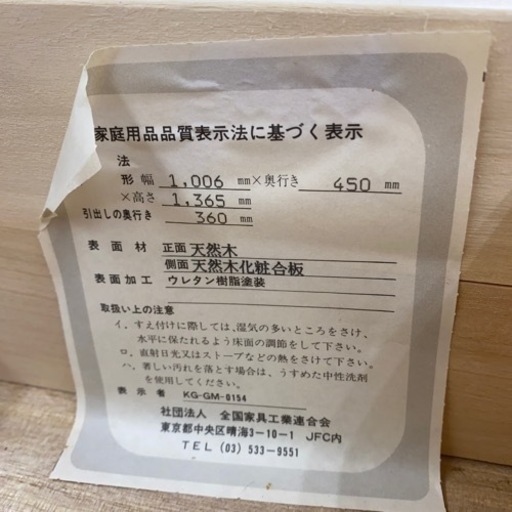 家庭用品品質表示法に基づく表示
法
形 幅 1,006 mm×奥行き 450 mm
×高さ 1,365 mm
引出しの奥行き 360 mm
表面材 正面 天然木
側面 天然木化粧合板
表面加工 ウレタン樹脂塗装
取扱い上の注意
イ. すえ付けに際しては、湿気の多いところをさけ、
水平に保たれるよう床面の調節をして下さい。
ロ. 直射日光又はストーブなどの熱をさけて下さい。
ハ. 著しい汚れを落とす場合は、うすめた中性洗剤
を使用してください。
表示者 KG-GM-0154
社団法人 全国家具工業連合会
東京都中央区晴海3-10-1 JFC内
TEL (03) 533-9551